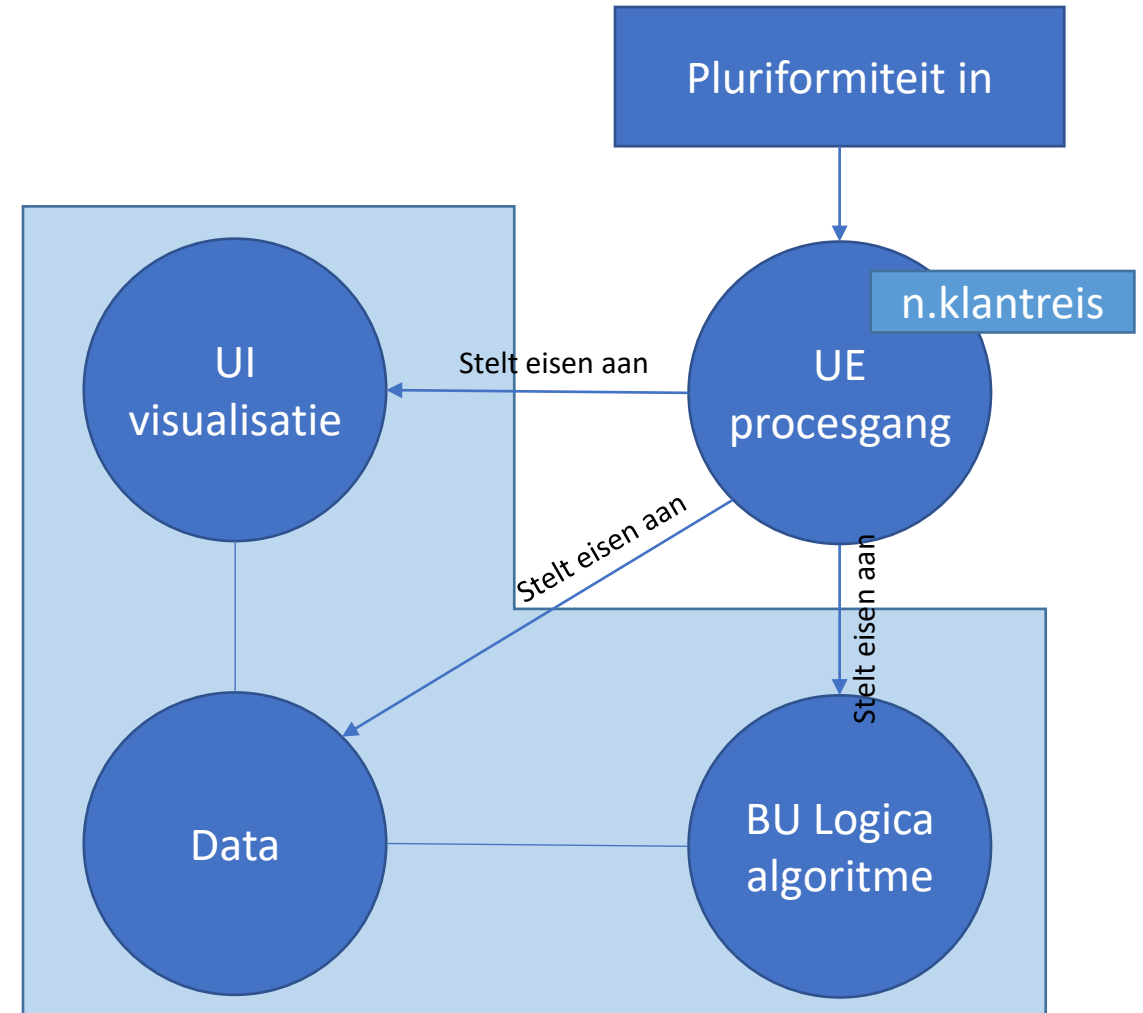 Pluriformiteit in
n.klantreis
UI
visualisatie
Stelt eisen aan
UE
procesgang
Stelt eisen aan
Stelt eisen aan
Data
BU Logica
algoritme